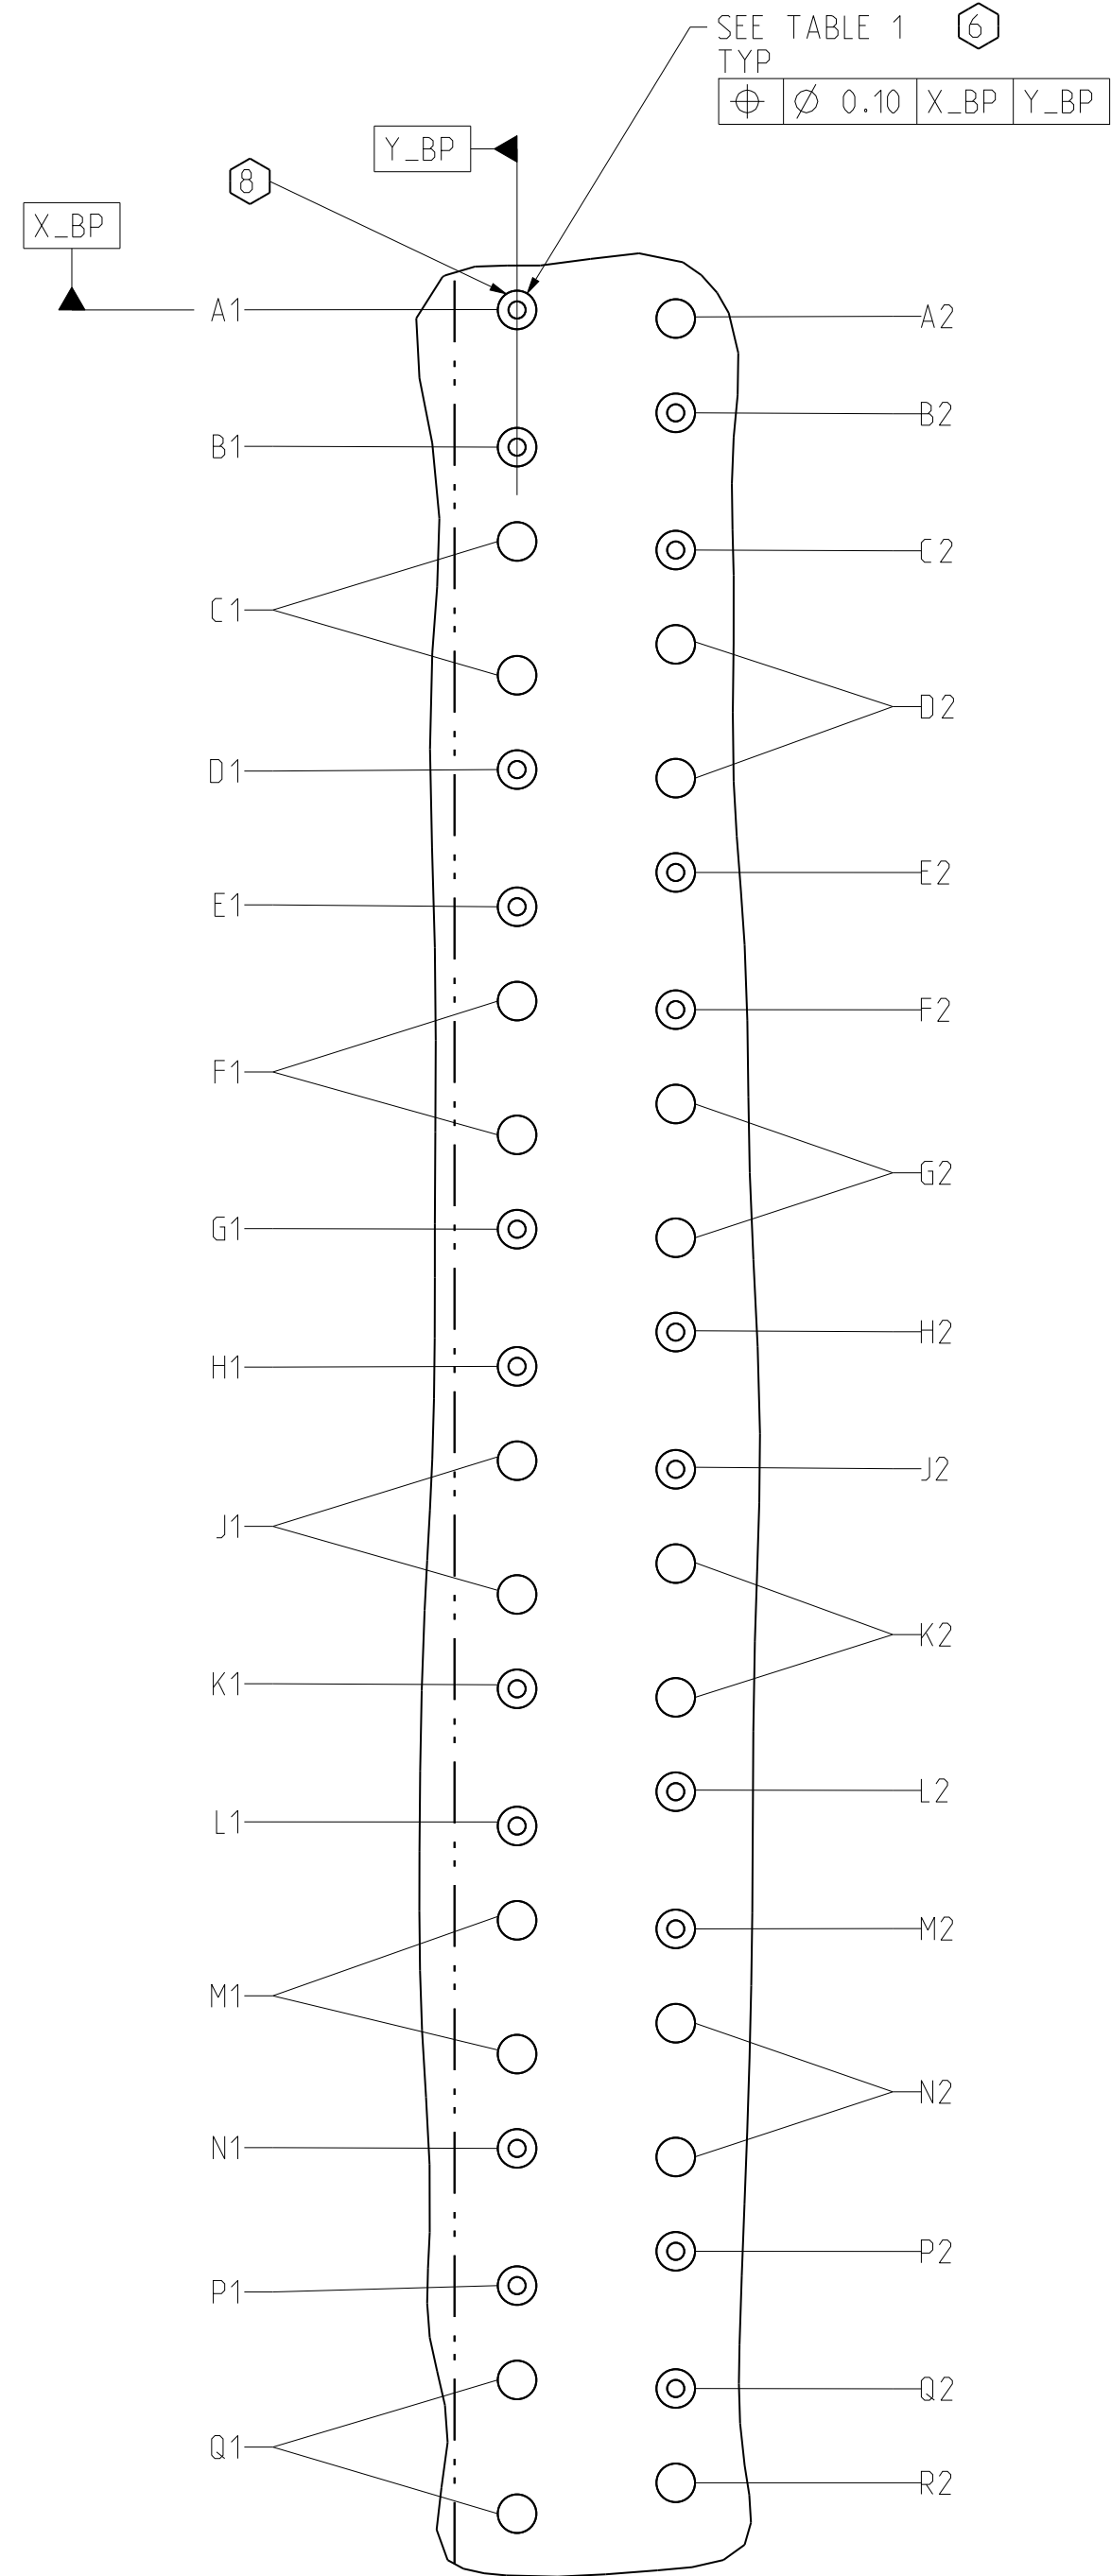 SEE TABLE 1 6
TYP
⌖ Ø 0.10 X_BP Y_BP
Y_BP
8
X_BP
A1 A2
B1 B2
C1 C2
D1 D2
E1 E2
F1 F2
G1 G2
H1 H2
J1 J2
K1 K2
L1 L2
M1 M2
N1 N2
P1 P2
Q1 Q2
R2